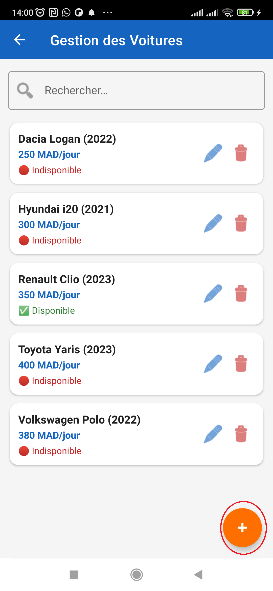 14:00
Gestion des Voitures
Rechercher...
Dacia Logan (2022)
250 MAD/jour
Indisponible
Hyundai i20 (2021)
300 MAD/jour
Indisponible
Renault Clio (2023)
350 MAD/jour
Disponible
Toyota Yaris (2023)
400 MAD/jour
Indisponible
Volkswagen Polo (2022)
380 MAD/jour
Indisponible
+